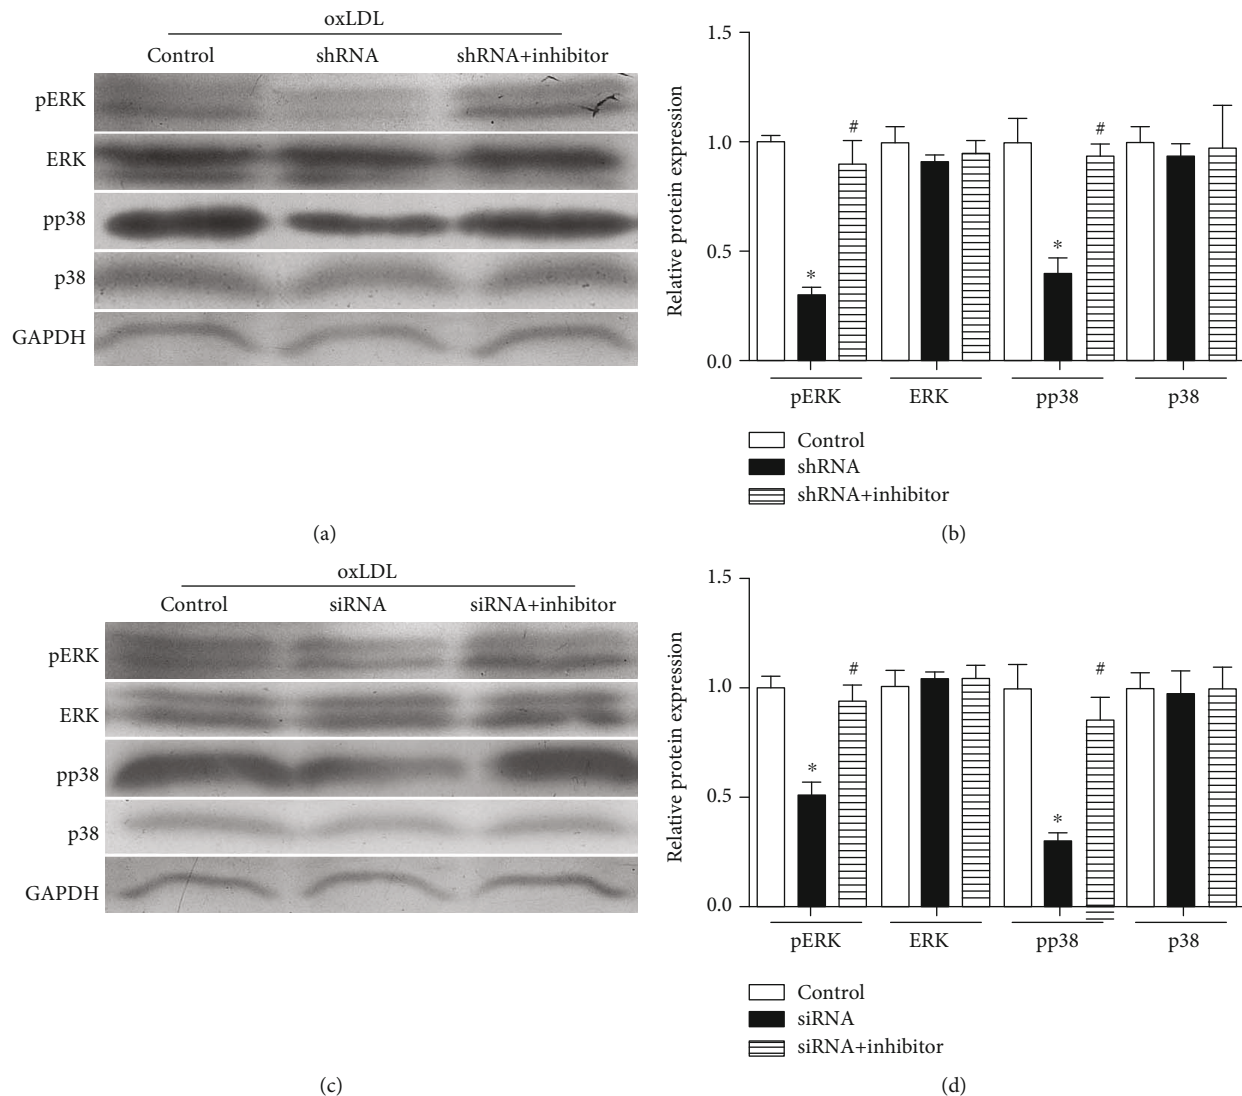 oxLDL
Control shRNA shRNA+inhibitor
pERK
ERK
pp38
p38
GAPDH
(a)
1.5
1.0
0.5
0.0
Relative protein expression
* # * #
pERK ERK pp38 p38
Control
shRNA
shRNA+inhibitor
(b)
oxLDL
Control siRNA siRNA+inhibitor
pERK
ERK
pp38
p38
GAPDH
(c)
1.5
1.0
0.5
0.0
Relative protein expression
* # * #
pERK ERK pp38 p38
Control
siRNA
siRNA+inhibitor
(d)